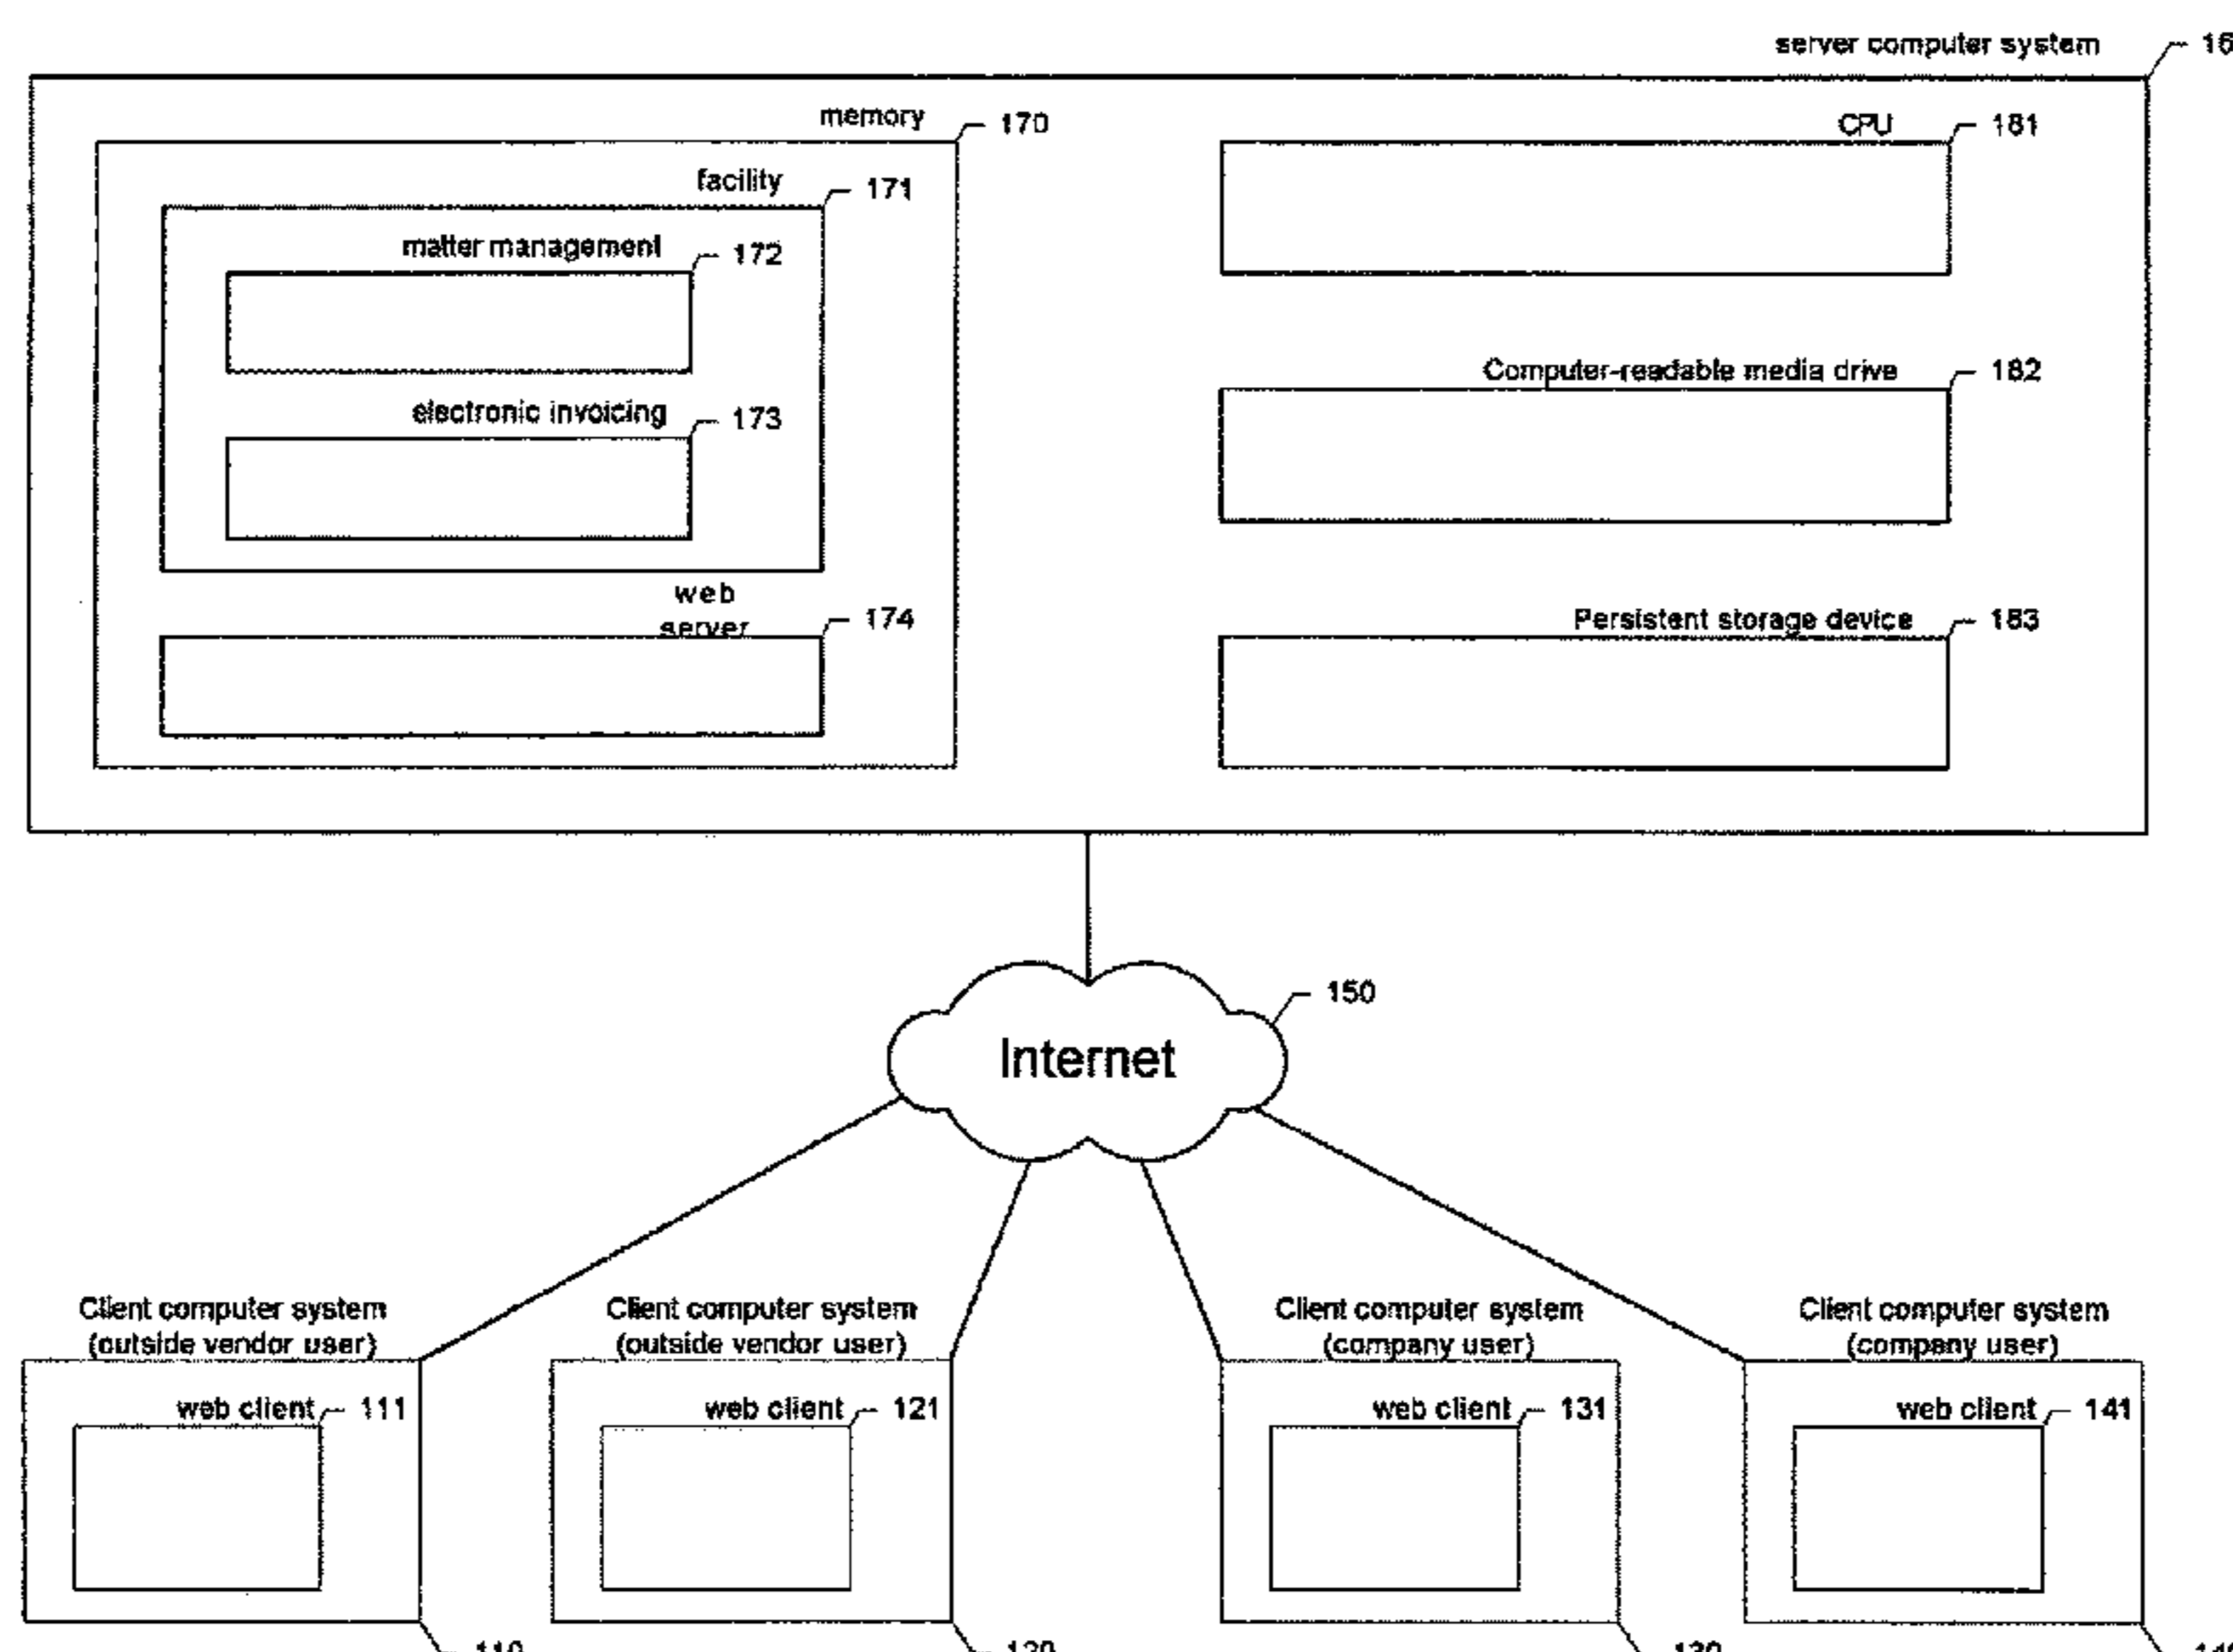 server computer system
memory 170
CPU 181
facility 171
matter management 172
Computer-readable media drive 182
electronic invoicing 173
web
server 174
Persistent storage device 183
150
Internet
Client computer system
(outside vendor user)
web client 111
Client computer system
(outside vendor user)
web client 121
Client computer system
(company user)
web client 131
Client computer system
(company user)
web client 141